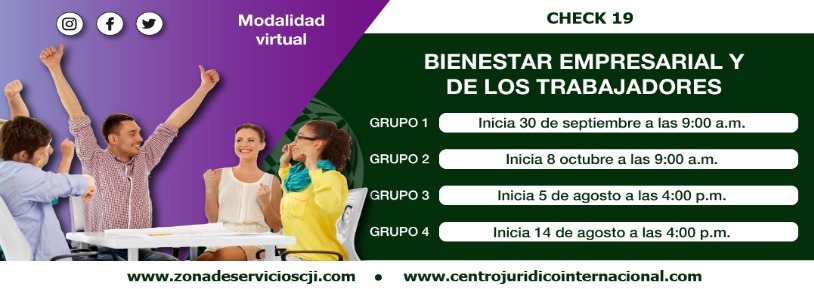 Modalidad
virtual
CHECK 19
BIENESTAR EMPRESARIAL Y
DE LOS TRABAJADORES
GRUPO 1 Inicia 30 de septiembre a las 9:00 a.m.
GRUPO 2 Inicia 8 octubre a las 9:00 a.m.
GRUPO 3 Inicia 5 de agosto a las 4:00 p.m.
GRUPO 4 Inicia 14 de agosto a las 4:00 p.m.
www.zonadeservicioscji.com • www.centrojuridicointernacional.com